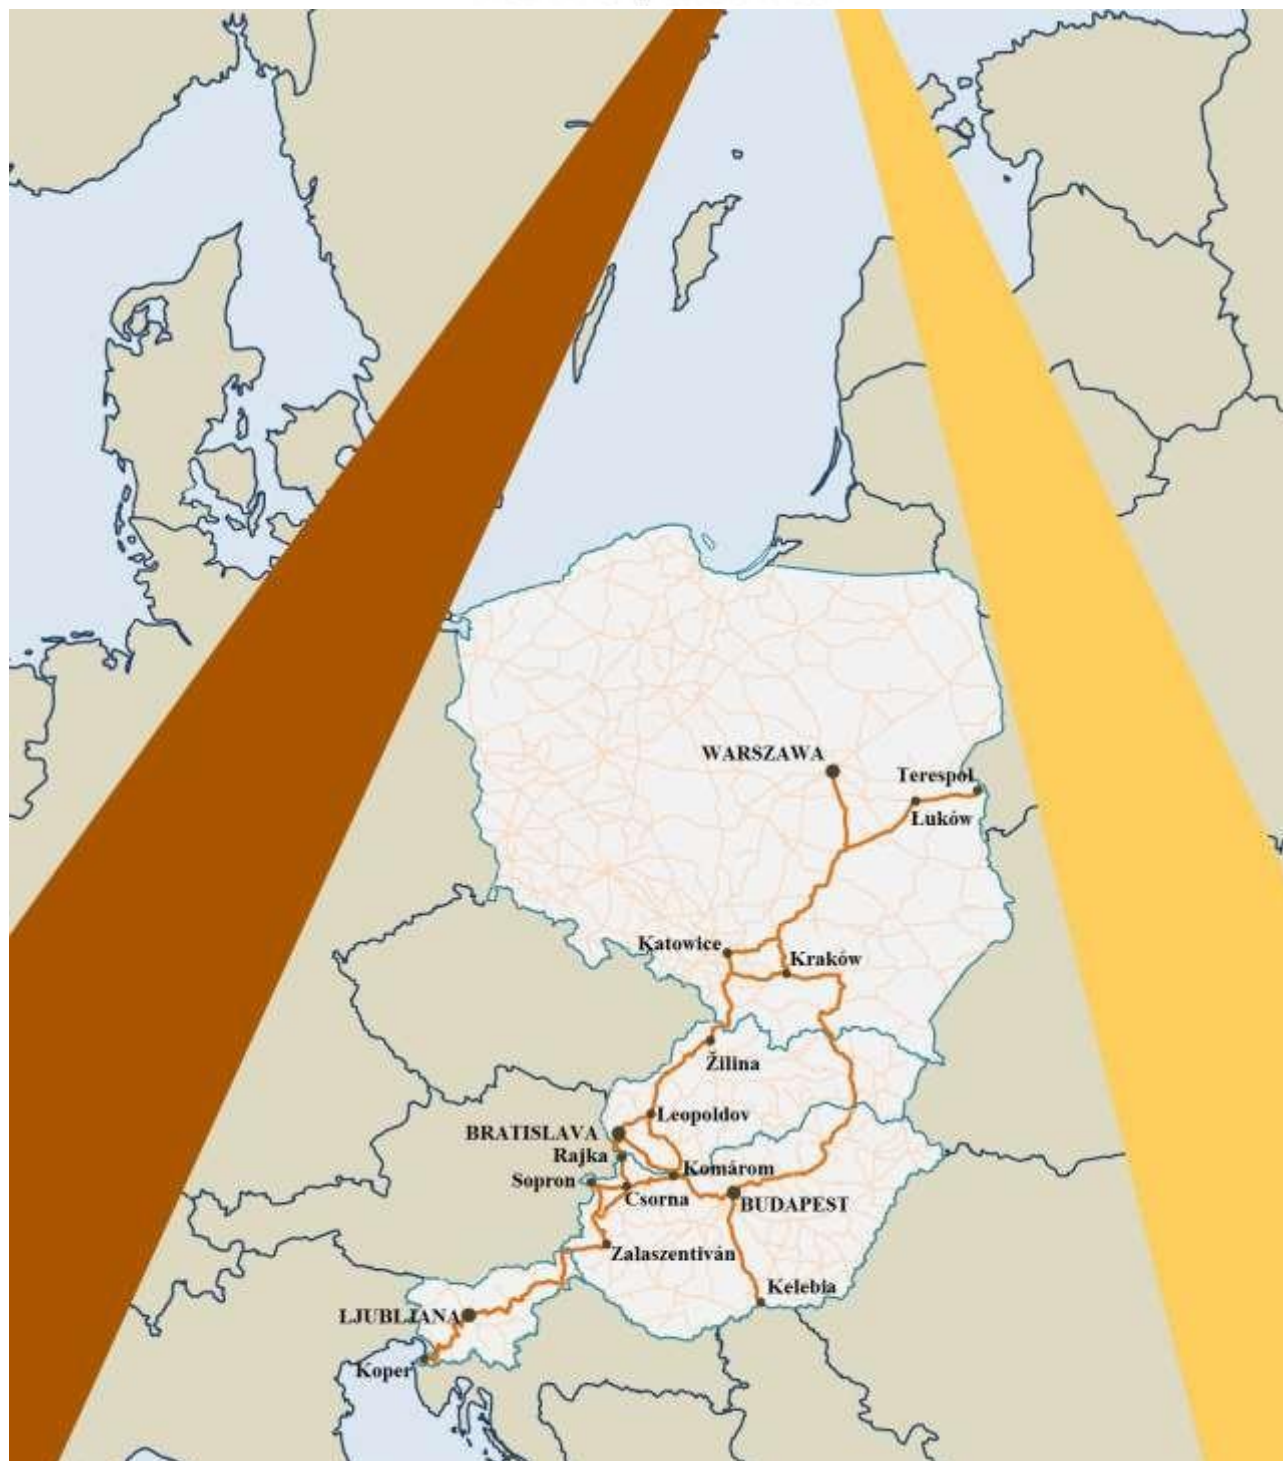 WARSZAWA
Terespol
Łuków
Katowice
Kraków
Žilina
Leopoldov
BRATISLAVA
Rajka
Komárom
Sopron
Csorna
BUDAPEST
Zalaszentiván
Kelebia
LJUBLJANA
Koper